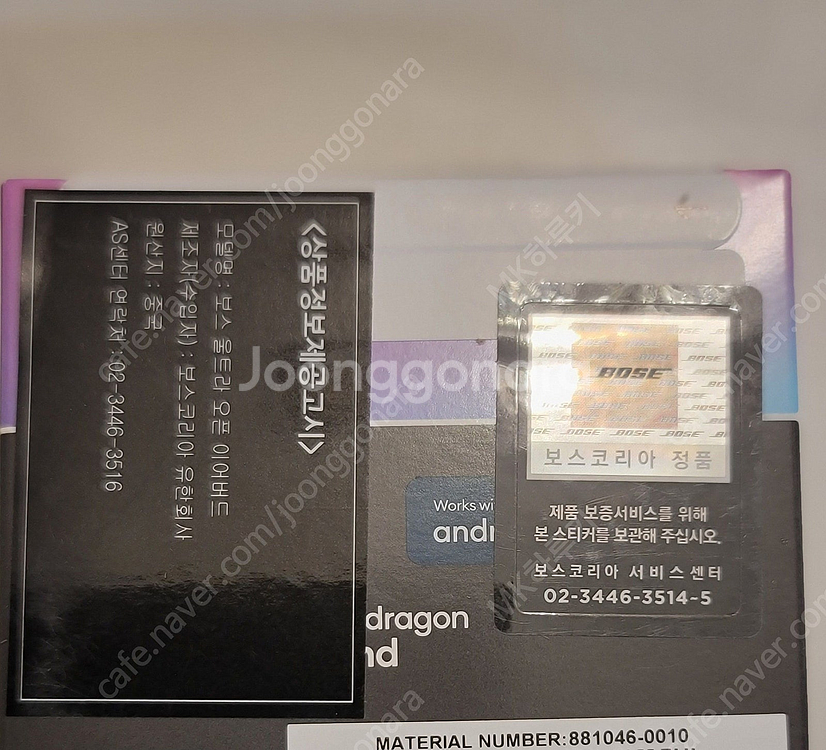 <상품정보제공고시>
모델명 : 보스 울트라 오픈 이어버드
제조자(수입자) : 보스코리아 유한회사
원산지 : 중국
AS센터 연락처 :02-3446-3516
BOSE
보스코리아 정품
제품 보증서비스를 위해
본 스티커를 보관해 주십시오.
보스코리아 서비스센터
02-3446-3514~5
Works wi
andr
dragon
nd
MATERIAL NUMBER:881046-0010
Joonggonara
cafe.naver.com/joonggonara
MK하루키